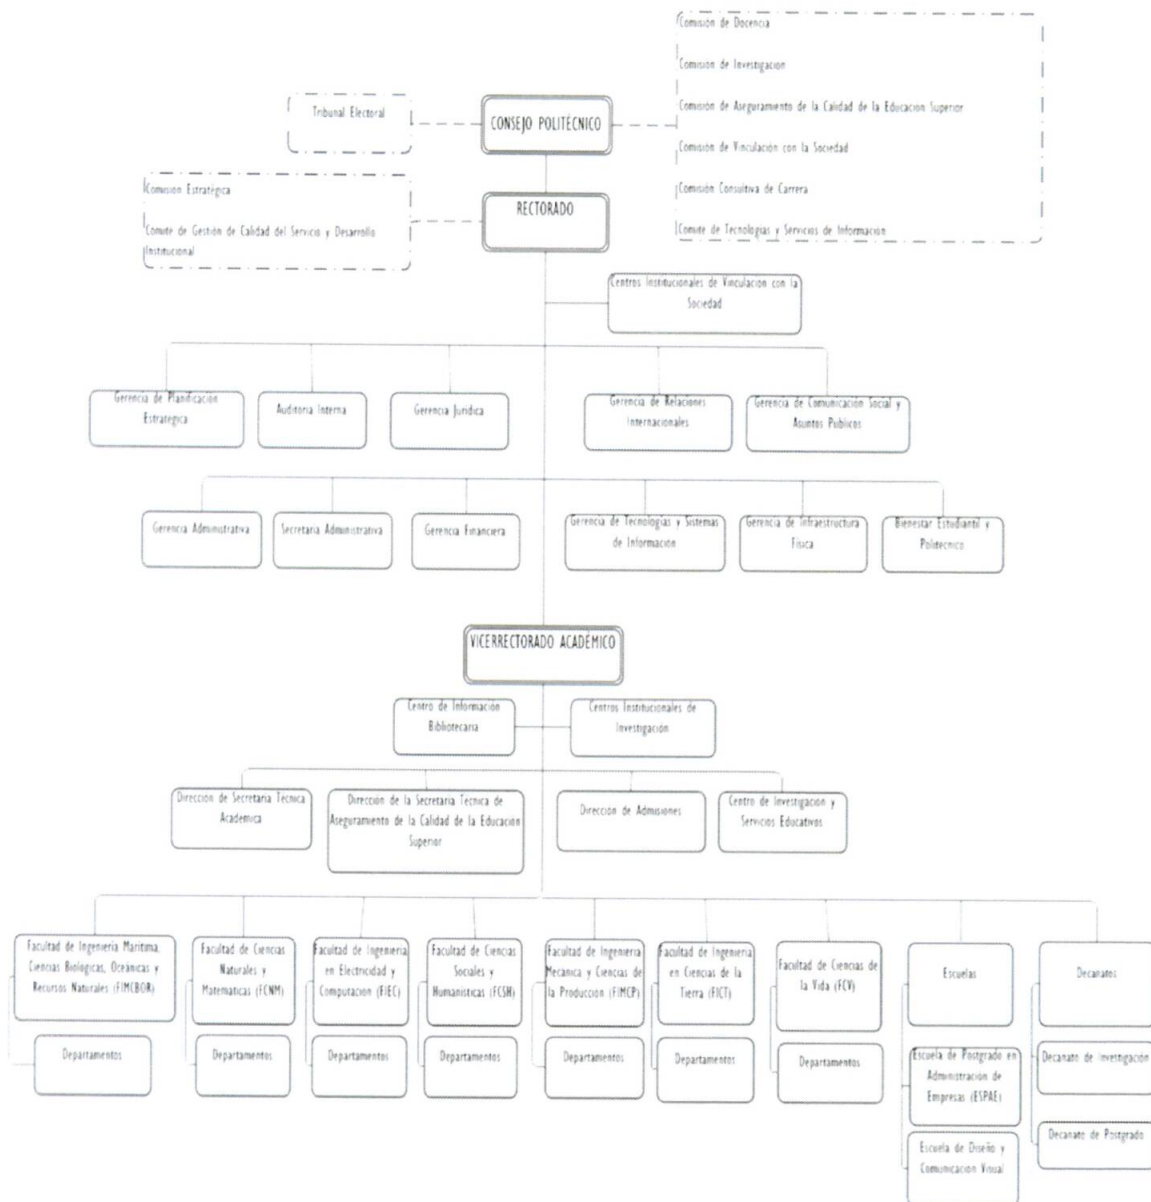 Comisión de Docencia
Comisión de Investigación
Comisión de Aseguramiento de la Calidad de la Educación Superior
Comisión de Vinculación con la Sociedad
Comisión Consultiva de Carrera
Comite de Tecnologías y Servicios de Información
Tribunal Electoral
CONSEJO POLITÉCNICO
Comisión Estratégica
Comite de Gestión de Calidad del Servicio y Desarrollo
Institucional
RECTORADO
Centros Institucionales de Vinculación con la
Sociedad
Gerencia de Planificación
Estratégica
Auditoría Interna
Gerencia Jurídica
Gerencia de Relaciones
Internacionales
Gerencia de Comunicación Social y
Asuntos Públicos
Gerencia Administrativa
Secretaría Administrativa
Gerencia Financiera
Gerencia de Tecnologías y Sistemas
de Información
Gerencia de Infraestructura
Física
Bienestar Estudiantil y
Politécnico
VICERRECTORADO ACADÉMICO
Centro de Información
Bibliotecaria
Centros Institucionales de
Investigación
Dirección de Secretaría Técnica
Académica
Dirección de la Secretaría Técnica de
Aseguramiento de la Calidad de la Educación
Superior
Dirección de Admisiones
Centro de Investigación y
Servicios Educativos
Facultad de Ingeniería Marítima,
Ciencias Biológicas, Oceánicas y
Recursos Naturales (FIMCBOR)
Facultad de Ciencias
Naturales y
Matemáticas (FCNM)
Facultad de Ingeniería
en Electricidad y
Computación (FIEC)
Facultad de Ciencias
Sociales y
Humanísticas (FCSH)
Facultad de Ingeniería
Mecánica y Ciencias de
la Producción (FIMCP)
Facultad de Ingeniería
en Ciencias de la
Tierra (FICT)
Facultad de Ciencias de
la Vida (FCV)
Escuelas
Decanatos
Departamentos
Departamentos
Departamentos
Departamentos
Departamentos
Departamentos
Departamentos
Escuela de Postgrado en
Administración de
Empresas (ESPAE)
Escuela de Diseño y
Comunicación Visual
Decanato de Investigación
Decanato de Postgrado